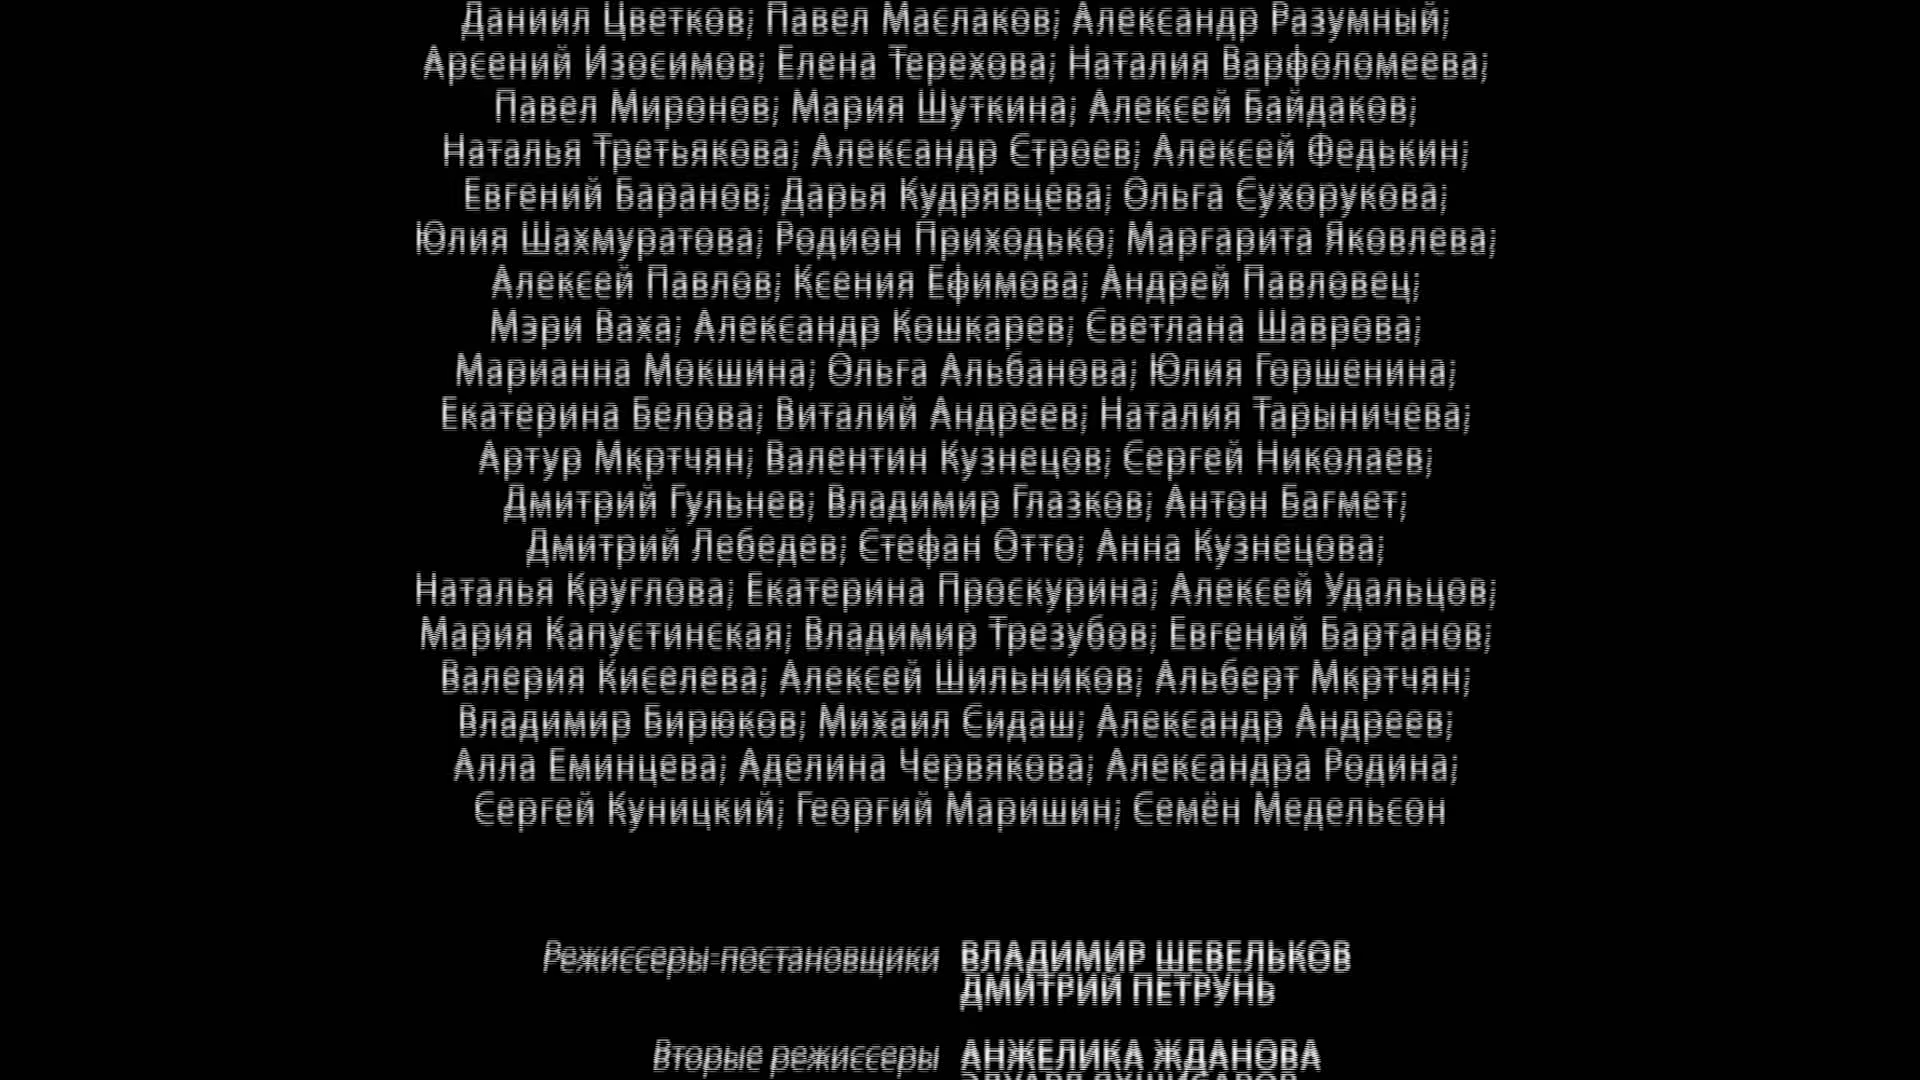 Даниил Цветков; Павел Маслаков; Александр Разумный;
Арсений Изосимов; Елена Терехова; Наталия Варфоломеева;
Павел Миронов; Мария Шуткина; Алексей Байдаков;
Наталья Третьякова; Александр Строев; Алексей Федькин;
Евгений Баранов; Дарья Кудрявцева; Ольга Сухорукова;
Юлия Шахмуратова; Родион Приходько; Маргарита Яковлева;
Алексей Павлов; Ксения Ефимова; Андрей Павловец;
Мэри Ваха; Александр Кошкарев; Светлана Шаврова;
Марианна Мокшина; Ольга Альбанова; Юлия Горшенина;
Екатерина Белова; Виталий Андреев; Наталия Тарыничева;
Артур Мкртчян; Валентин Кузнецов; Сергей Николаев;
Дмитрий Гульнев; Владимир Глазков; Антон Багмет;
Дмитрий Лебедев; Стефан Отто; Анна Кузнецова;
Наталья Круглова; Екатерина Проскурина; Алексей Удальцов;
Мария Капустинская; Владимир Трезубов; Евгений Бартанов;
Валерия Киселева; Алексей Шильников; Альберт Мкртчян;
Владимир Бирюков; Михаил Сидаш; Александр Андреев;
Алла Еминцева; Аделина Червякова; Александра Родина;
Сергей Куницкий; Георгий Маришин; Семён Медельсон
Режиссеры-постановщики ВЛАДИМИР ШЕВЕЛЬКОВ
ДМИТРИЙ ПЕТРУНЬ
Вторые режиссеры АНЖЕЛИКА ЖДАНОВА